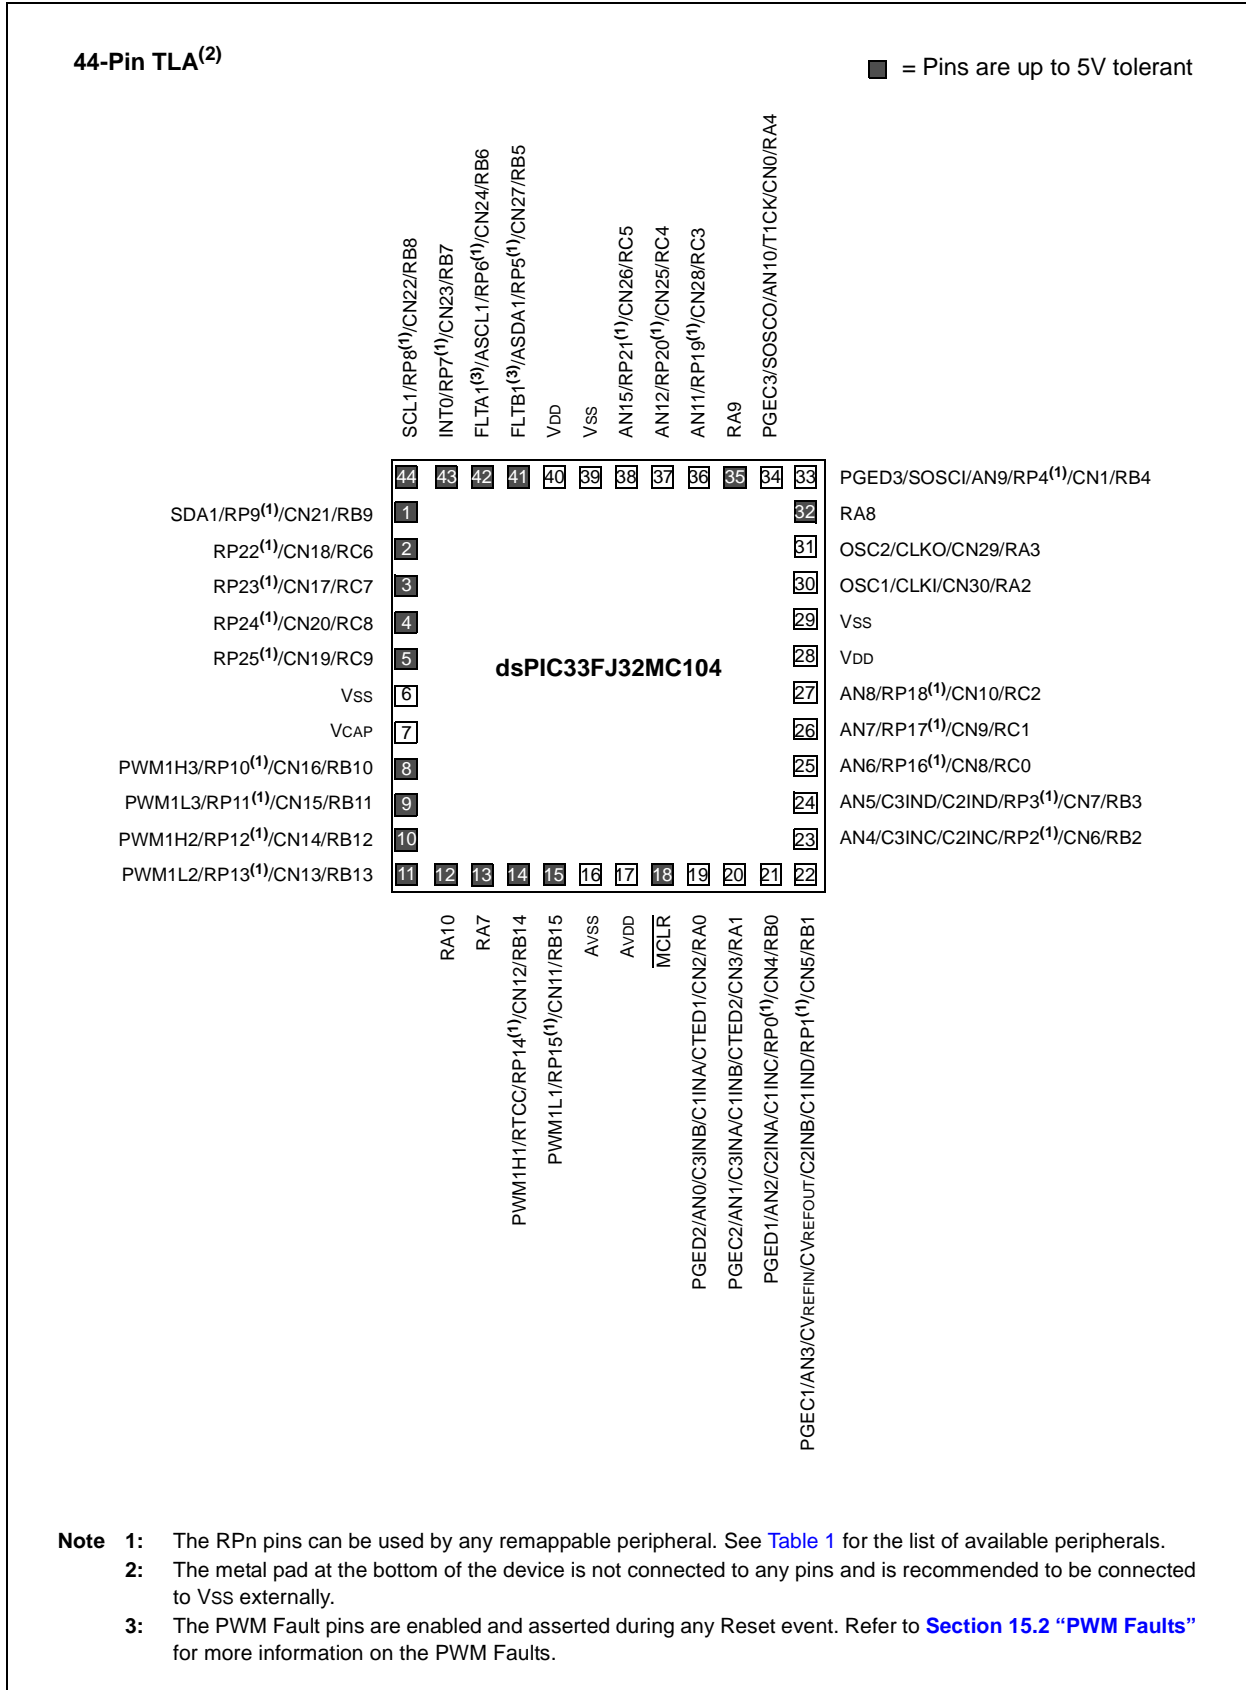 44-Pin TLA(2)
= Pins are up to 5V tolerant
SCL1/RP8(1)/CN22/RB8
INT0/RP7(1)/CN23/RB7
FLTA1(3)/ASCL1/RP6(1)/CN24/RB6
FLTB1(3)/ASDA1/RP5(1)/CN27/RB5
VDD
VSS
AN15/RP21(1)/CN26/RC5
AN12/RP20(1)/CN25/RC4
AN11/RP19(1)/CN28/RC3
RA9
PGEC3/SOSCO/AN10/T1CK/CN0/RA4
44 43 42 41 40 39 38 37 36 35 34 33 PGED3/SOSCI/AN9/RP4(1)/CN1/RB4
SDA1/RP9(1)/CN21/RB9 1 32 RA8
RP22(1)/CN18/RC6 2 31 OSC2/CLKO/CN29/RA3
RP23(1)/CN17/RC7 3 30 OSC1/CLKI/CN30/RA2
RP24(1)/CN20/RC8 4 29 VSS
RP25(1)/CN19/RC9 5 28 VDD
dsPIC33FJ32MC104
VSS 6 27 AN8/RP18(1)/CN10/RC2
VCAP 7 26 AN7/RP17(1)/CN9/RC1
PWM1H3/RP10(1)/CN16/RB10 8 25 AN6/RP16(1)/CN8/RC0
PWM1L3/RP11(1)/CN15/RB11 9 24 AN5/C3IND/C2IND/RP3(1)/CN7/RB3
PWM1H2/RP12(1)/CN14/RB12 10 23 AN4/C3INC/C2INC/RP2(1)/CN6/RB2
PWM1L2/RP13(1)/CN13/RB13 11 12 13 14 15 16 17 18 19 20 21 22
RA10
RA7
PWM1H1/RTCC/RP14(1)/CN12/RB14
PWM1L1/RP15(1)/CN11/RB15
AVSS
AVDD
MCLR
PGED2/AN0/C3INB/C1INA/CTED1/CN2/RA0
PGEC2/AN1/C3INA/C1INB/CTED2/CN3/RA1
PGED1/AN2/C2INA/C1INC/RP0(1)/CN4/RB0
PGEC1/AN3/CVREFIN/CVREFOUT/C2INB/C1IND/RP1(1)/CN5/RB1
Note 1: The RPn pins can be used by any remappable peripheral. See Table 1 for the list of available peripherals.
2: The metal pad at the bottom of the device is not connected to any pins and is recommended to be connected
to VSS externally.
3: The PWM Fault pins are enabled and asserted during any Reset event. Refer to Section 15.2 “PWM Faults”
for more information on the PWM Faults.